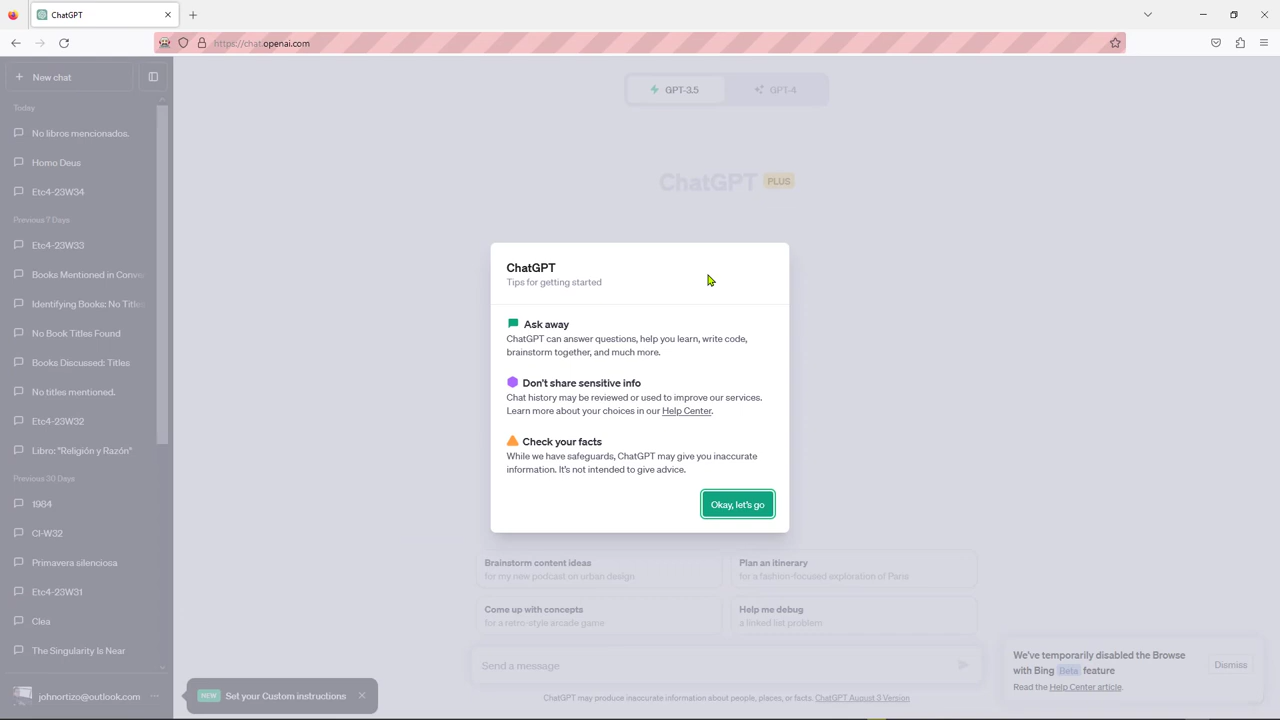 ChatGPT
https://chat.openai.com
New chat
Today
No libros mencionados.
Homo Deus
Etc4-23W34
Previous 7 Days
Etc4-23W33
Books Mentioned in Conve
Identifying Books: No Titles
No Book Titles Found
Books Discussed: Titles
No titles mentioned.
Etc4-23W32
Libro: "Religión y Razón"
Previous 30 Days
1984
CI-W32
Primavera silenciosa
Etc4-23W31
Clea
The Singularity Is Near
johnortizo@outlook.com
GPT-3.5
GPT-4
ChatGPT PLUS
ChatGPT
Tips for getting started
Ask away
ChatGPT can answer questions, help you learn, write code,
brainstorm together, and much more.
Don't share sensitive info
Chat history may be reviewed or used to improve our services.
Learn more about your choices in our Help Center.
Check your facts
While we have safeguards, ChatGPT may give you inaccurate
information. It's not intended to give advice.
Okay, let's go
Brainstorm content ideas
for my new podcast on urban design
Plan an itinerary
for a fashion-focused exploration of Paris
Come up with concepts
for a retro-style arcade game
Help me debug
a linked list problem
Send a message
ChatGPT may produce inaccurate information about people, places, or facts. ChatGPT August 3 Version
NEW Set your Custom instructions
We've temporarily disabled the Browse
with Bing Beta feature
Read the Help Center article.
Dismiss